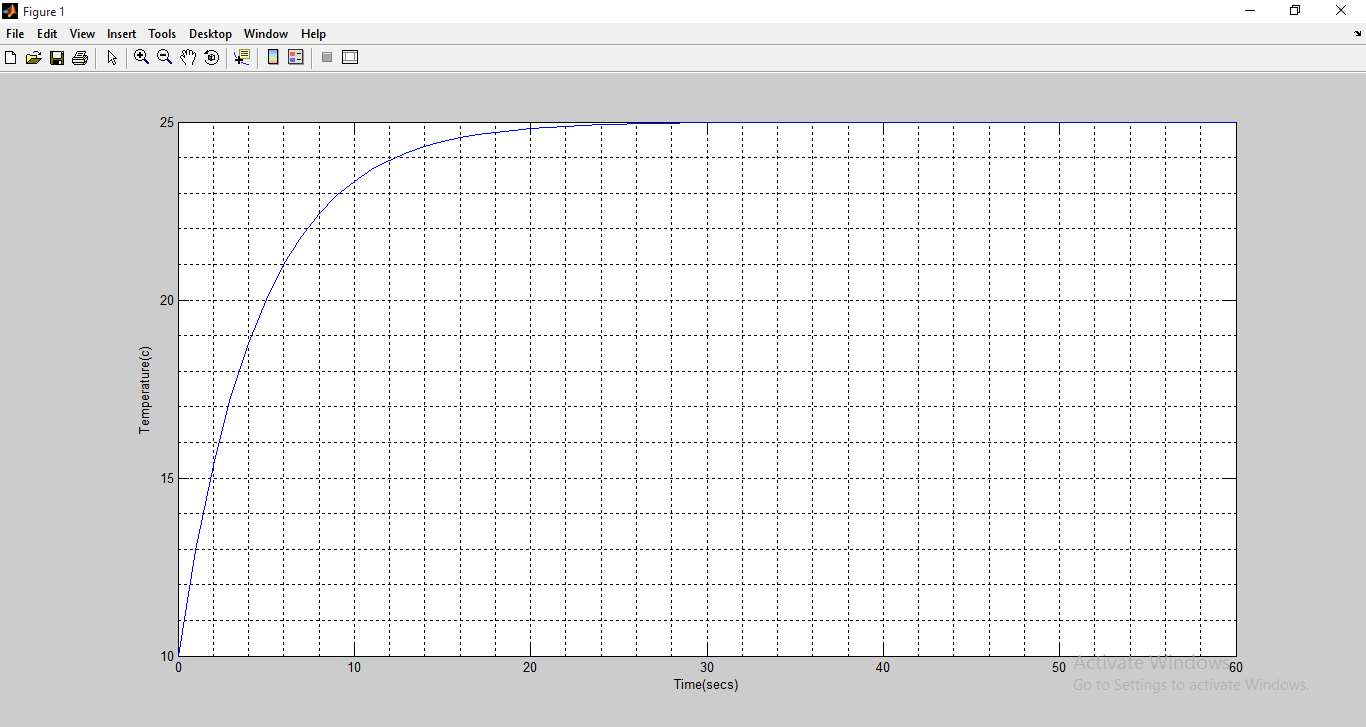 Figure 1
File Edit View Insert Tools Desktop Window Help
25
20
15
10
Temperature(c)
0 10 20 30 40 50 60
Time(secs)
Activate Windows
Go to Settings to activate Windows.